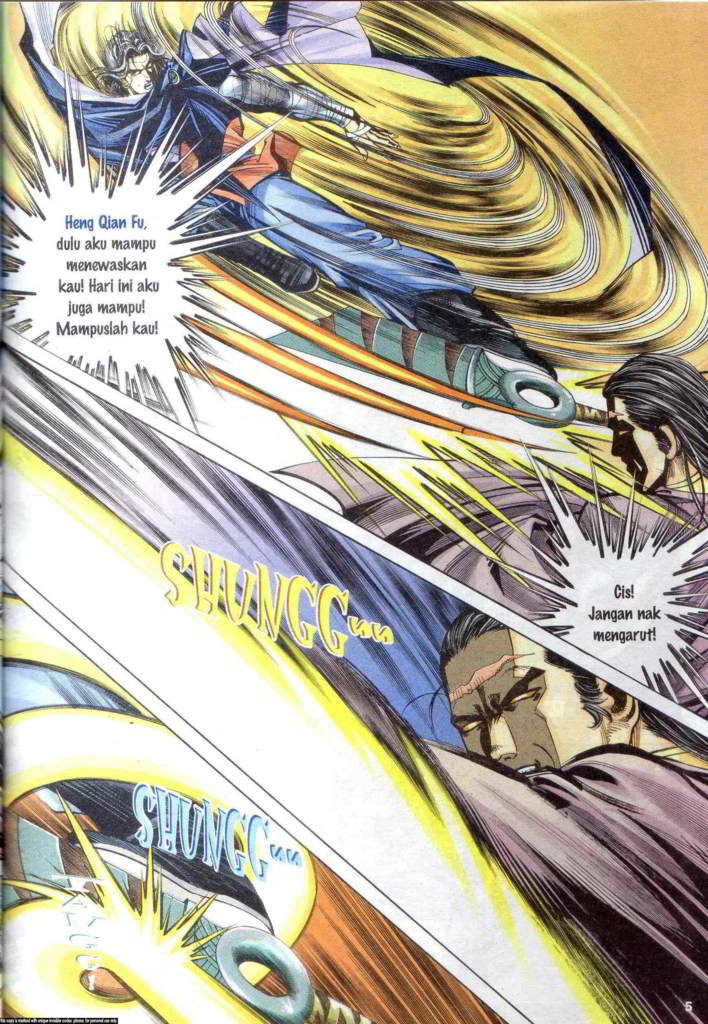 Heng Qian Fu,
dulu aku mampu
menewaskan
kau! Hari ini aku
juga mampu!
Mampuslah kau!
Cis!
Jangan nak
mengarut!
SHUNGG
SHUNGG
5